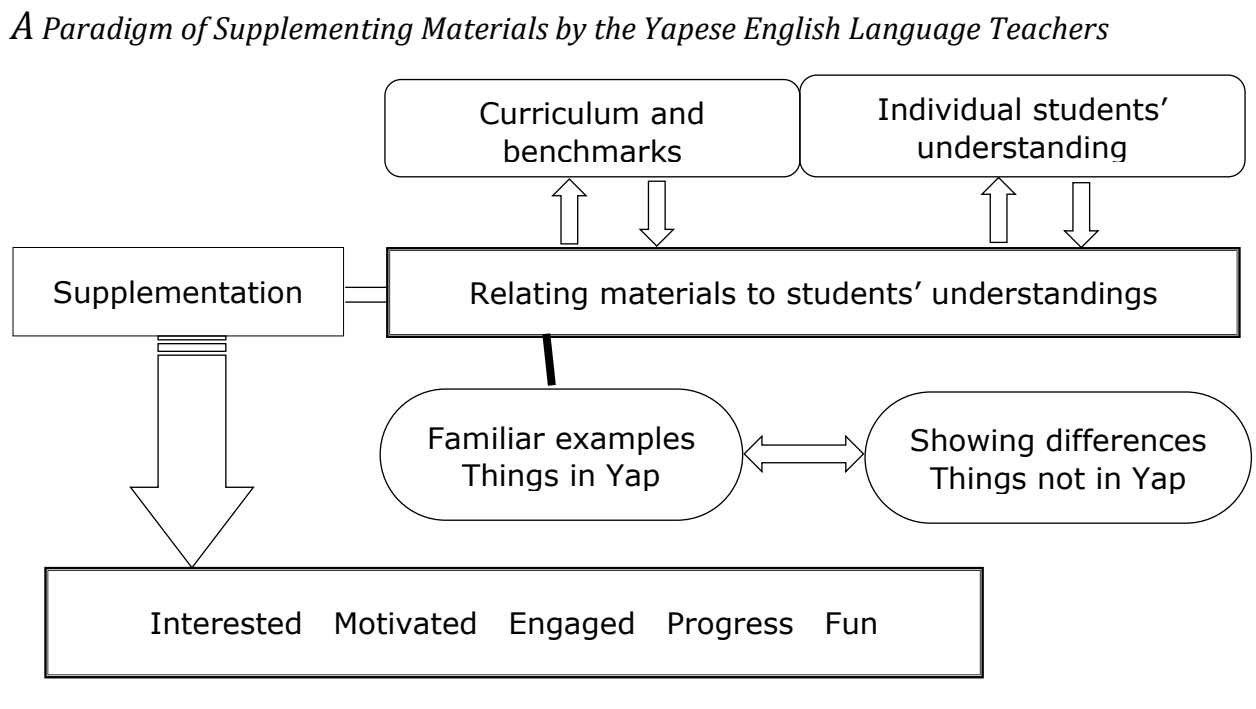 A Paradigm of Supplementing Materials by the Yapese English Language Teachers
Curriculum and
benchmarks
Individual students’
understanding
Supplementation
Relating materials to students’ understandings
Familiar examples
Things in Yap
Showing differences
Things not in Yap
Interested Motivated Engaged Progress Fun